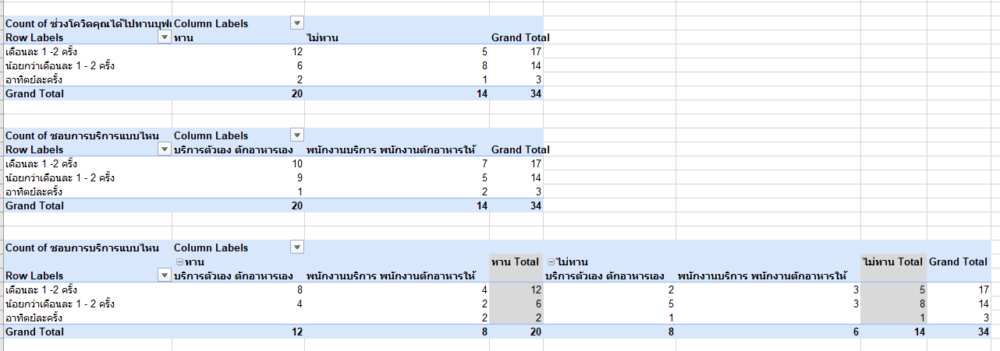 Count of ช่วงโควิดคุณได้ไปทานบุฟเ Column Labels
Row Labels ทาน ไม่ทาน Grand Total
เดือนละ 1 -2 ครั้ง 12 5 17
น้อยกว่าเดือนละ 1 - 2 ครั้ง 6 8 14
อาทิตย์ละครั้ง 2 1 3
Grand Total 20 14 34
Count of ชอบการบริการแบบไหน Column Labels
Row Labels บริการตัวเอง ตักอาหารเอง พนักงานบริการ พนักงานตักอาหารให้ Grand Total
เดือนละ 1 -2 ครั้ง 10 7 17
น้อยกว่าเดือนละ 1 - 2 ครั้ง 9 5 14
อาทิตย์ละครั้ง 1 2 3
Grand Total 20 14 34
Count of ชอบการบริการแบบไหน Column Labels
ทาน ทาน Total ไม่ทาน ไม่ทาน Total Grand Total
Row Labels บริการตัวเอง ตักอาหารเอง พนักงานบริการ พนักงานตักอาหารให้ บริการตัวเอง ตักอาหารเอง พนักงานบริการ พนักงานตักอาหารให้
เดือนละ 1 -2 ครั้ง 8 4 12 2 3 5 17
น้อยกว่าเดือนละ 1 - 2 ครั้ง 4 2 6 5 3 8 14
อาทิตย์ละครั้ง 2 2 1 1 3
Grand Total 12 8 20 8 6 14 34